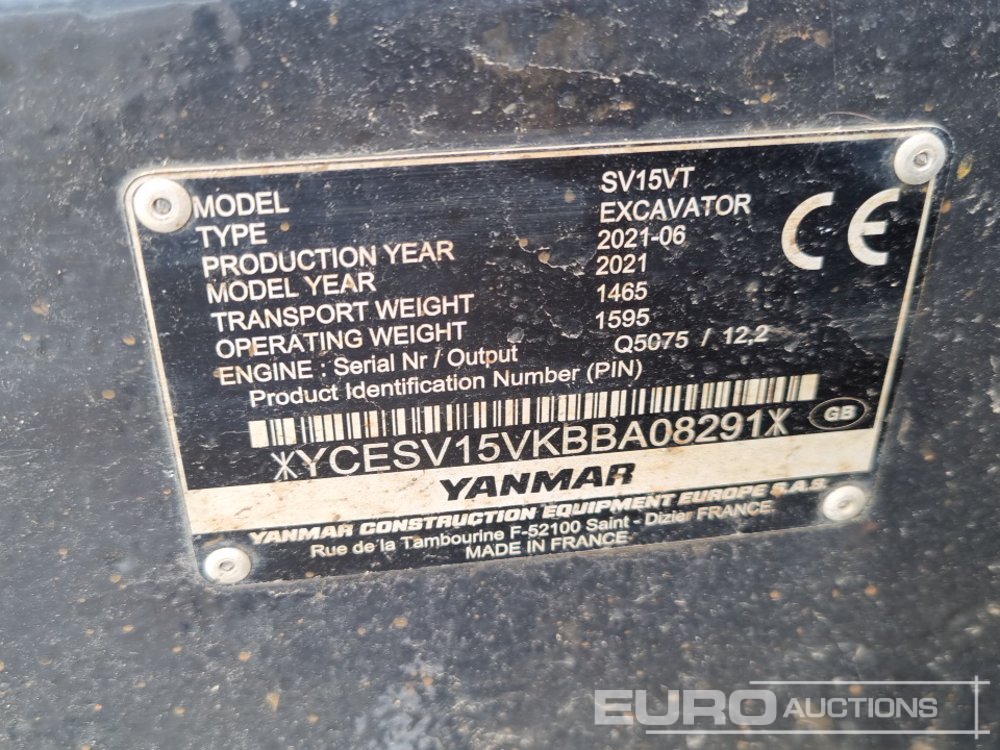 MODEL SV15VT
TYPE EXCAVATOR
PRODUCTION YEAR 2021-06
MODEL YEAR 2021
TRANSPORT WEIGHT 1465
OPERATING WEIGHT 1595
ENGINE : Serial Nr / Output Q5075 / 12,2
Product Identification Number (PIN)
CE
GB
*YCESV15VKBBA08291*
YANMAR
YANMAR CONSTRUCTION EQUIPMENT EUROPE S.A.S.
Rue de la Tambourine F-52100 Saint - Dizier FRANCE
MADE IN FRANCE
EURO AUCTIONS